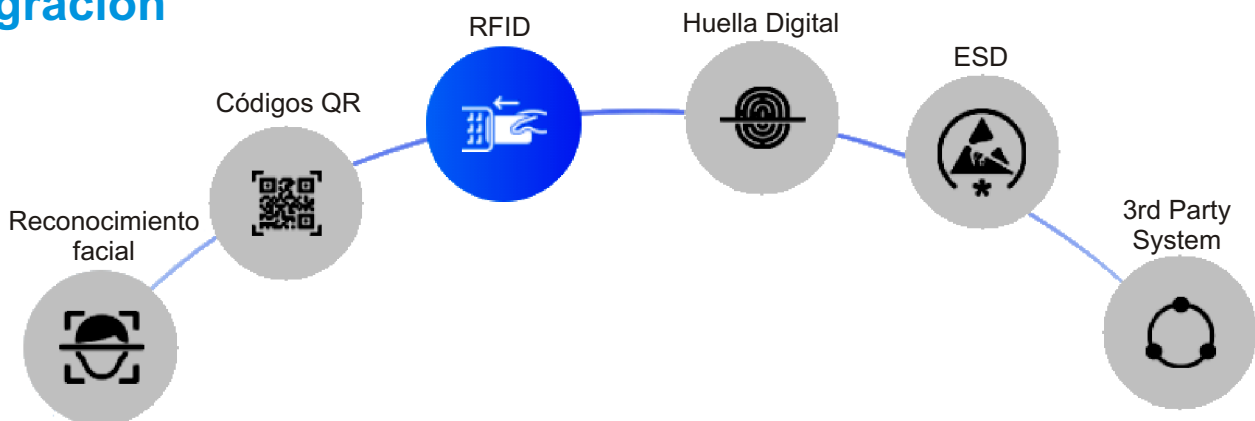 gración
RFID
Huella Digital
ESD
Códigos QR
Reconocimiento
facial
3rd Party
System